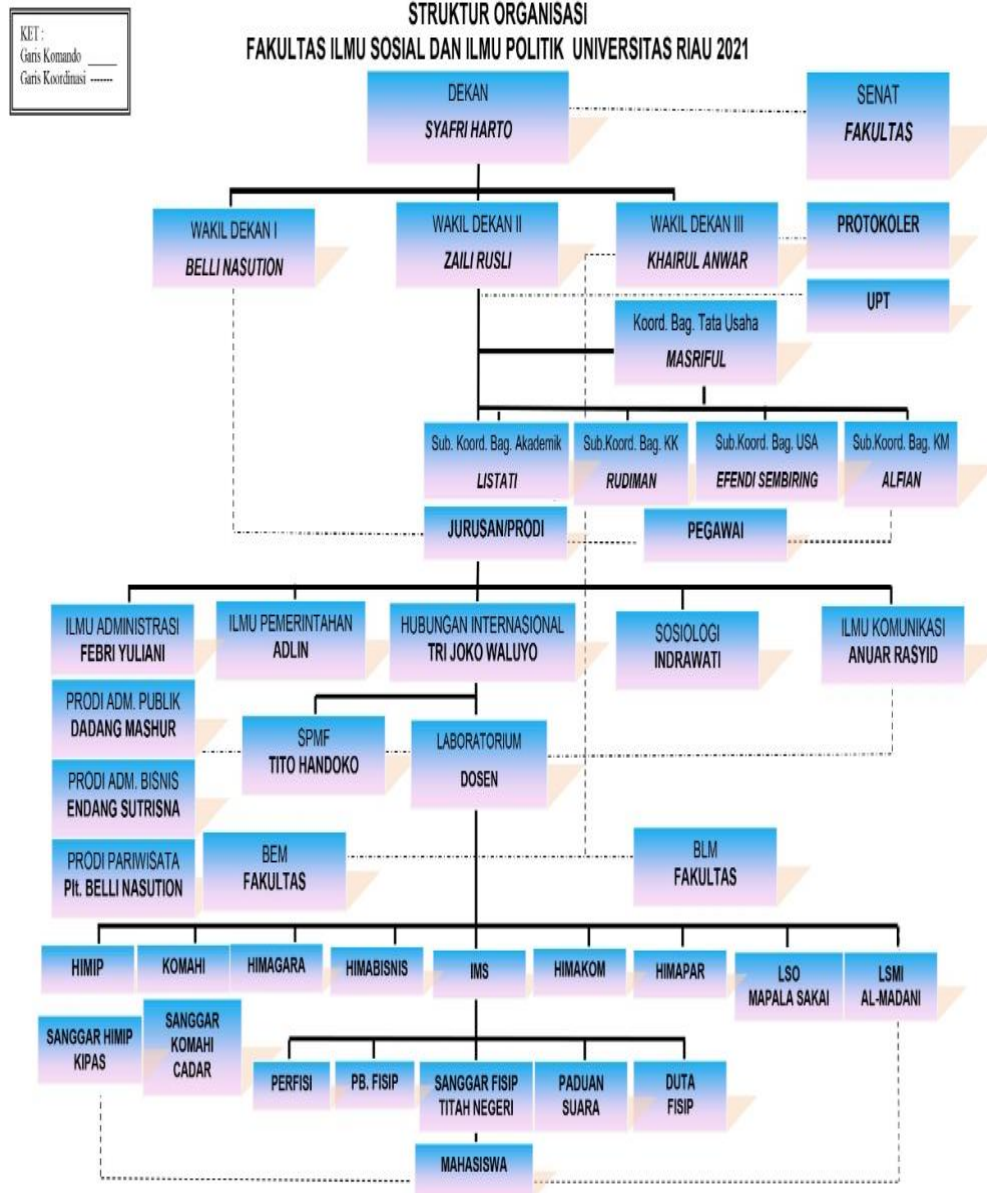 STRUKTUR ORGANISASI
FAKULTAS ILMU SOSIAL DAN ILMU POLITIK UNIVERSITAS RIAU 2021
KET :
Garis Komando _____
Garis Koordinasi -------
DEKAN
SYAFRI HARTO
SENAT
FAKULTAS
WAKIL DEKAN I
BELLI NASUTION
WAKIL DEKAN II
ZAILI RUSLI
WAKIL DEKAN III
KHAIRUL ANWAR
PROTOKOLER
UPT
Koord. Bag. Tata Usaha
MASRIFUL
Sub. Koord. Bag. Akademik
LISTATI
Sub.Koord. Bag. KK
RUDIMAN
Sub.Koord. Bag. USA
EFENDI SEMBIRING
Sub.Koord. Bag. KM
ALFIAN
JURUSAN/PRODI
PEGAWAI
ILMU ADMINISTRASI
FEBRI YULIANI
ILMU PEMERINTAHAN
ADLIN
HUBUNGAN INTERNASIONAL
TRI JOKO WALUYO
SOSIOLOGI
INDRAWATI
ILMU KOMUNIKASI
ANUAR RASYID
PRODI ADM. PUBLIK
DADANG MASHUR
SPMF
TITO HANDOKO
LABORATORIUM
DOSEN
PRODI ADM. BISNIS
ENDANG SUTRISNA
PRODI PARIWISATA
Plt. BELLI NASUTION
BEM
FAKULTAS
BLM
FAKULTAS
HIMIP
KOMAHI
HIMAGARA
HIMABISNIS
IMS
HIMAKOM
HIMAPAR
LSO
MAPALA SAKAI
LSMI
AL-MADANI
SANGGAR HIMIP
KIPAS
SANGGAR
KOMAHI
CADAR
PERFISI
PB. FISIP
SANGGAR FISIP
TITAH NEGERI
PADUAN
SUARA
DUTA
FISIP
MAHASISWA